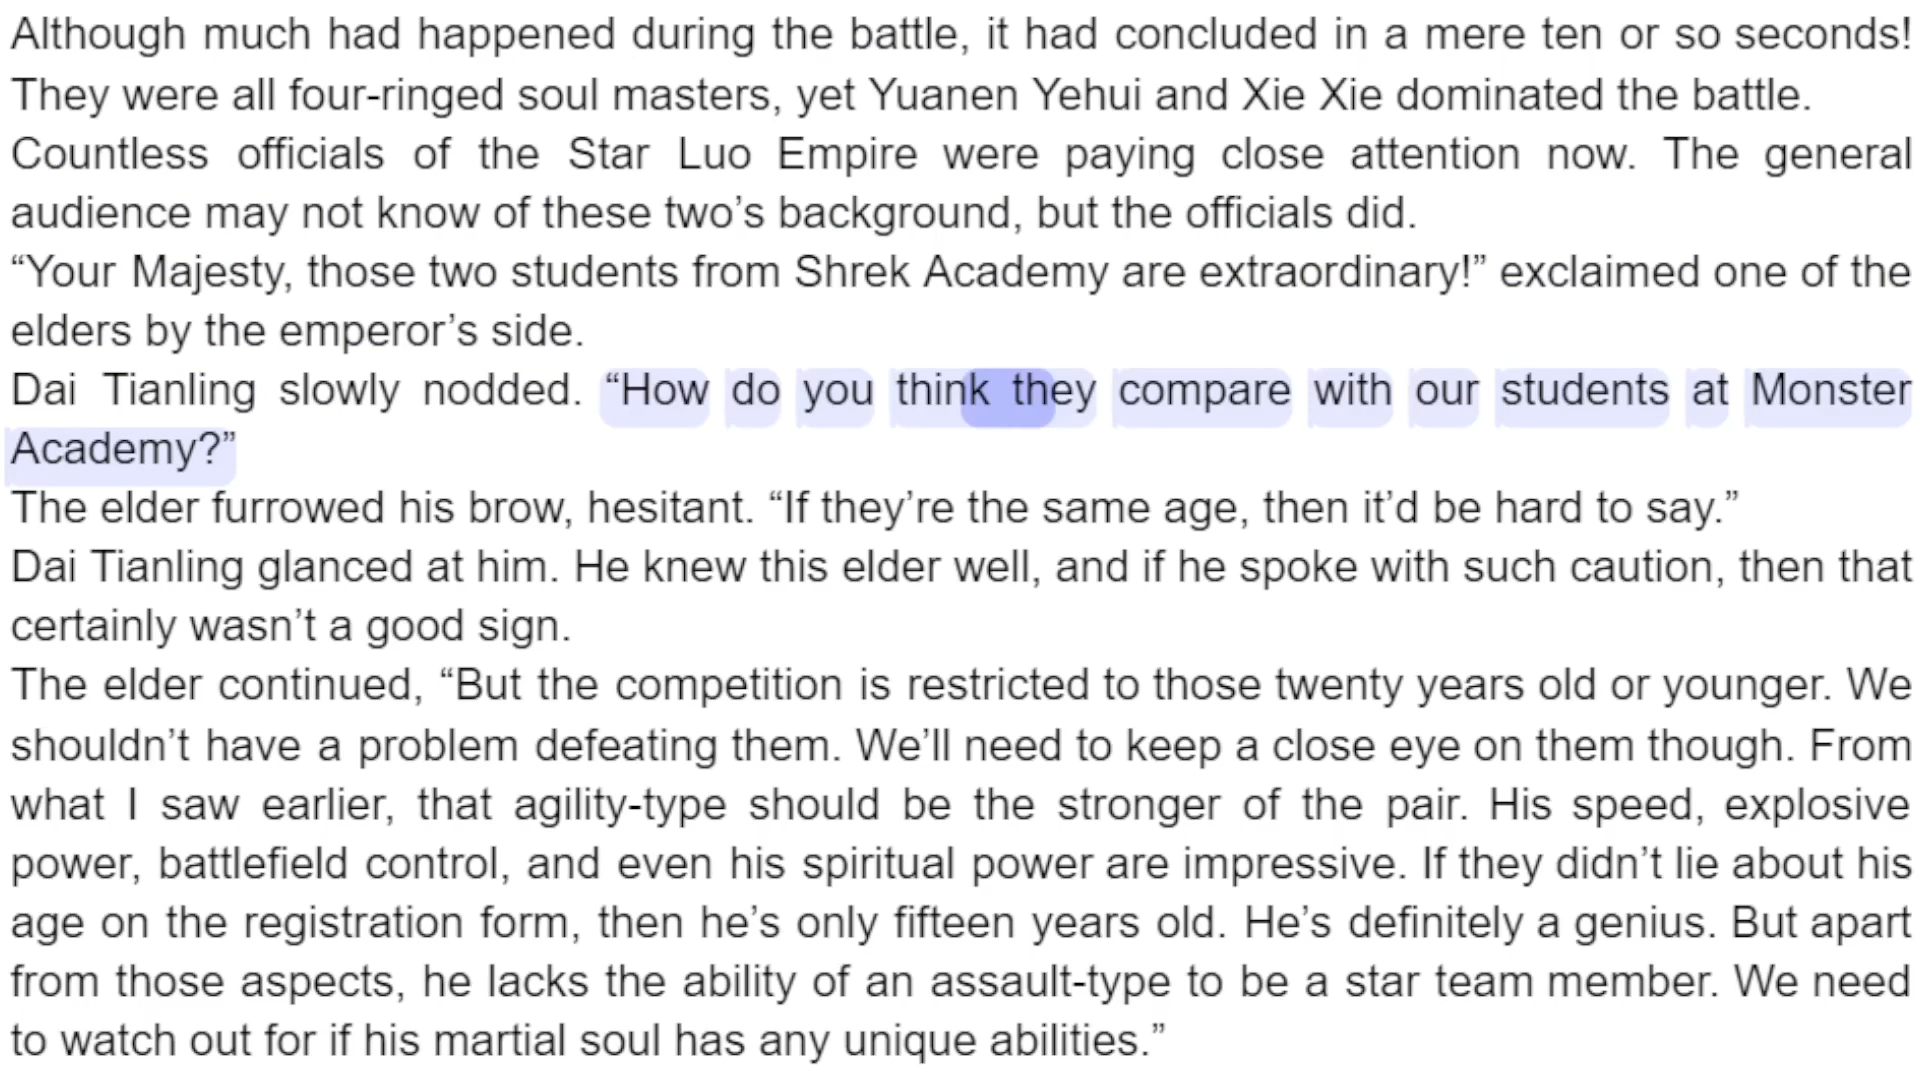 Although much had happened during the battle, it had concluded in a mere ten or so seconds!
They were all four-ringed soul masters, yet Yuanen Yehui and Xie Xie dominated the battle.
Countless officials of the Star Luo Empire were paying close attention now. The general
audience may not know of these two’s background, but the officials did.
“Your Majesty, those two students from Shrek Academy are extraordinary!” exclaimed one of the
elders by the emperor’s side.
Dai Tianling slowly nodded. “How do you think they compare with our students at Monster
Academy?”
The elder furrowed his brow, hesitant. “If they’re the same age, then it’d be hard to say.”
Dai Tianling glanced at him. He knew this elder well, and if he spoke with such caution, then that
certainly wasn’t a good sign.
The elder continued, “But the competition is restricted to those twenty years old or younger. We
shouldn’t have a problem defeating them. We’ll need to keep a close eye on them though. From
what I saw earlier, that agility-type should be the stronger of the pair. His speed, explosive
power, battlefield control, and even his spiritual power are impressive. If they didn’t lie about his
age on the registration form, then he’s only fifteen years old. He’s definitely a genius. But apart
from those aspects, he lacks the ability of an assault-type to be a star team member. We need
to watch out for if his martial soul has any unique abilities.”